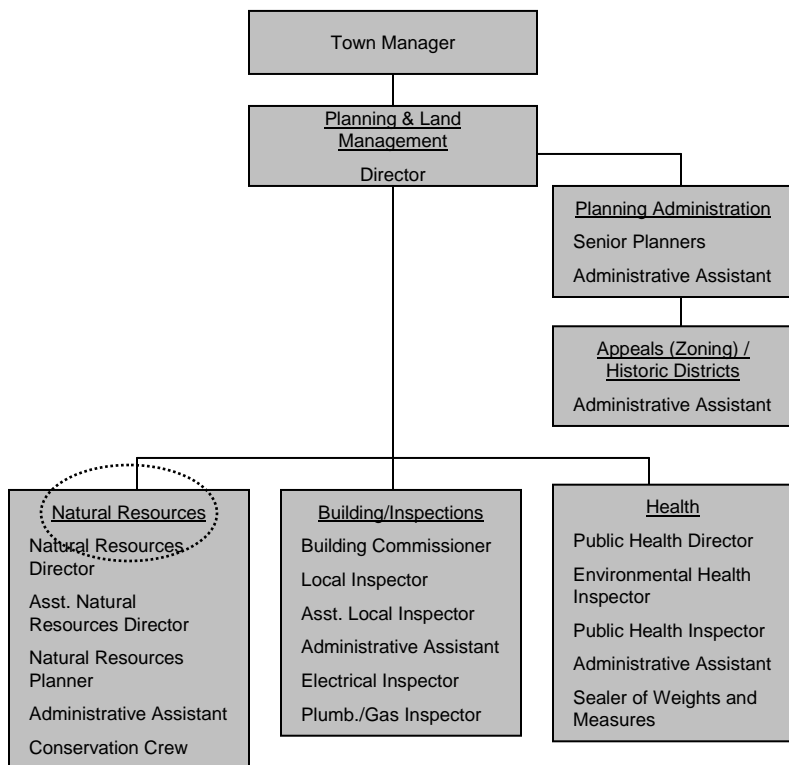 Town Manager
Planning & Land
Management
Director
Planning Administration
Senior Planners
Administrative Assistant
Appeals (Zoning) /
Historic Districts
Administrative Assistant
Natural Resources
Natural Resources
Director
Asst. Natural
Resources Director
Natural Resources
Planner
Administrative Assistant
Conservation Crew
Building/Inspections
Building Commissioner
Local Inspector
Asst. Local Inspector
Administrative Assistant
Electrical Inspector
Plumb./Gas Inspector
Health
Public Health Director
Environmental Health
Inspector
Public Health Inspector
Administrative Assistant
Sealer of Weights and
Measures